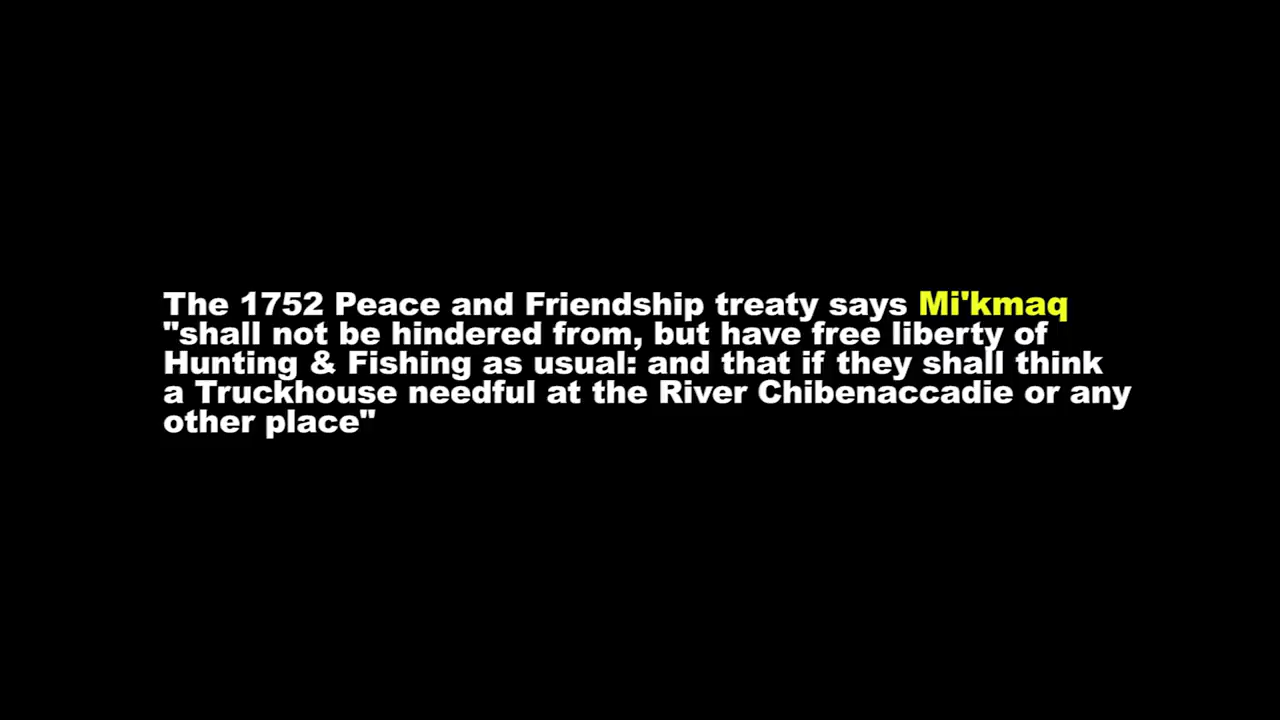 The 1752 Peace and Friendship treaty says Mi'kmaq
"shall not be hindered from, but have free liberty of
Hunting & Fishing as usual: and that if they shall think
a Truckhouse needful at the River Chibenaccadie or any
other place"